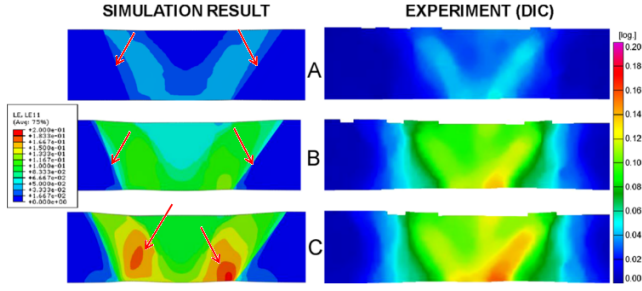 SIMULATION RESULT
EXPERIMENT (DIC)
A
B
C
LE, LE11
(Avg: 75%)
+2.000e-01
+1.833e-01
+1.667e-01
+1.500e-01
+1.333e-01
+1.167e-01
+1.000e-01
+8.333e-02
+6.667e-02
+5.000e-02
+3.333e-02
+1.667e-02
+0.000e+00
[log.]
0.20
0.18
0.16
0.14
0.12
0.10
0.08
0.06
0.04
0.02
0.00